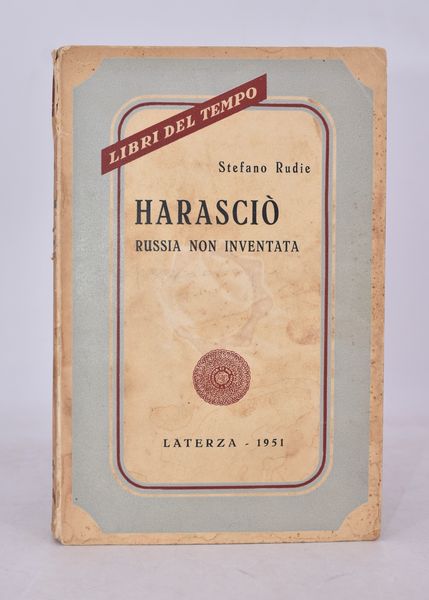 LIBRI DEL TEMPO
Stefano Rudie
HARASCIÒ
RUSSIA NON INVENTATA
LATERZA - 1951